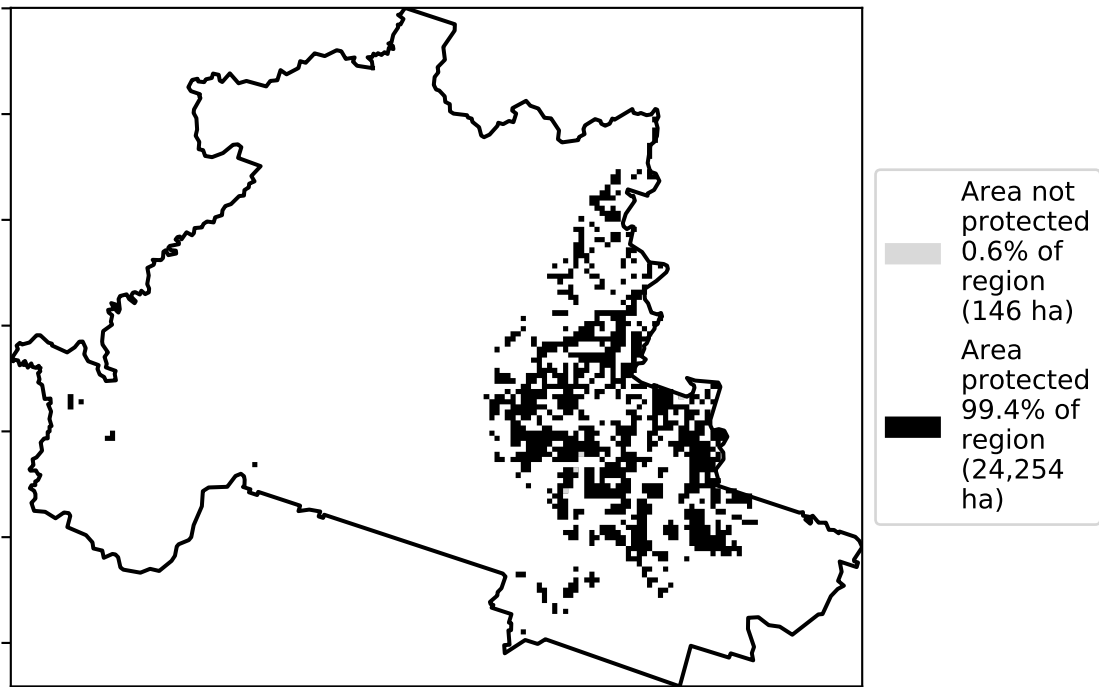 Area not
protected
0.6% of
region
(146 ha)
Area
protected
99.4% of
region
(24,254
ha)